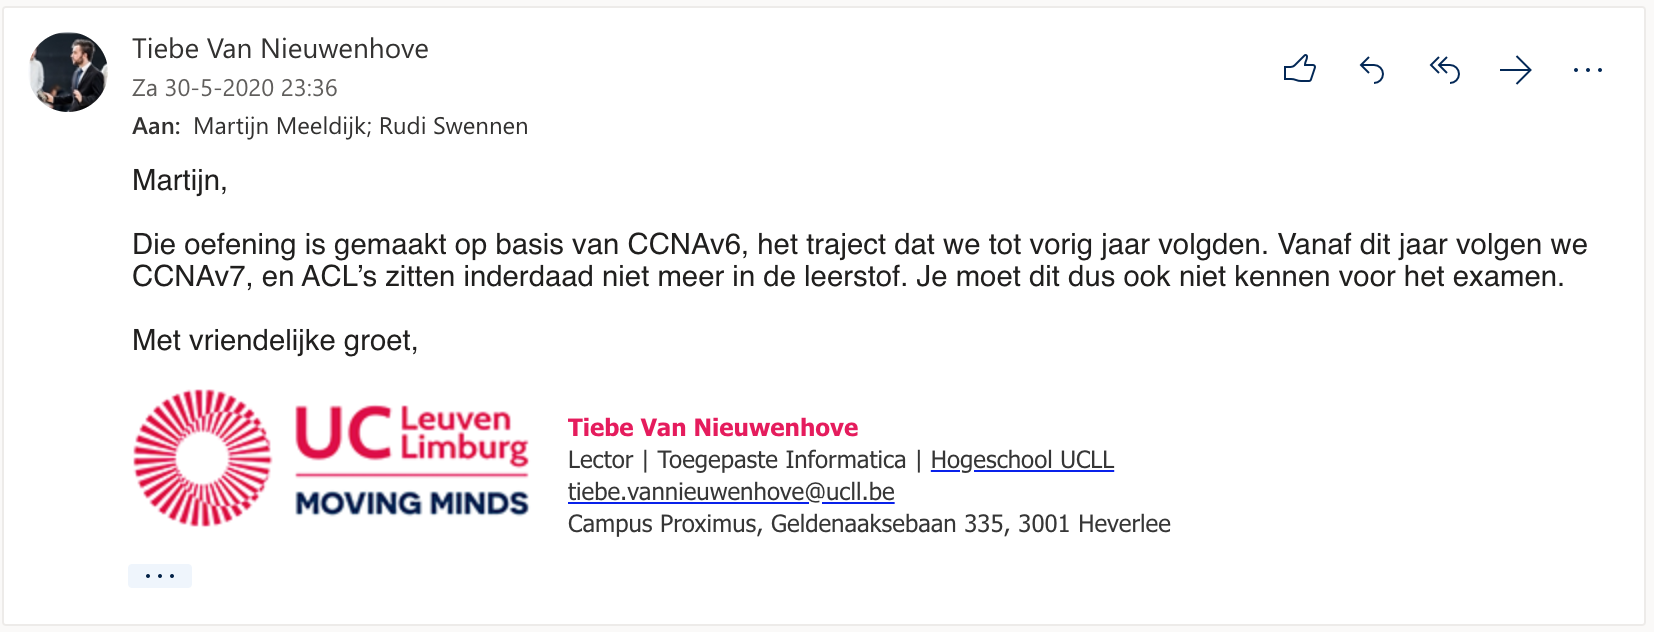 Tiebe Van Nieuwenhove
Za 30-5-2020 23:36
Aan: Martijn Meeldijk; Rudi Swennen
Martijn,
Die oefening is gemaakt op basis van CCNAv6, het traject dat we tot vorig jaar volgden. Vanaf dit jaar volgen we
CCNAv7, en ACL’s zitten inderdaad niet meer in de leerstof. Je moet dit dus ook niet kennen voor het examen.
Met vriendelijke groet,
UC Leuven
Limburg
MOVING MINDS
Tiebe Van Nieuwenhove
Lector | Toegepaste Informatica | Hogeschool UCLL
tiebe.vannieuwenhove@ucll.be
Campus Proximus, Geldenaaksebaan 335, 3001 Heverlee